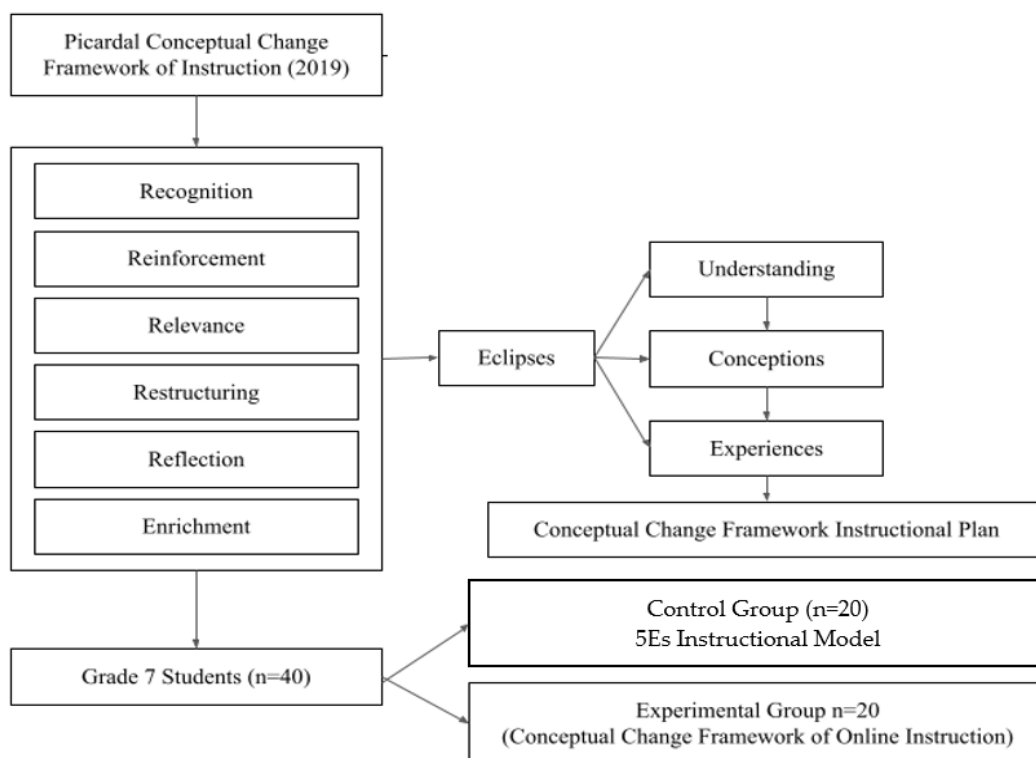 Picardal Conceptual Change
Framework of Instruction (2019)
Recognition
Reinforcement
Relevance
Restructuring
Reflection
Enrichment
Eclipses
Understanding
Conceptions
Experiences
Conceptual Change Framework Instructional Plan
Grade 7 Students (n=40)
Control Group (n=20)
5Es Instructional Model
Experimental Group n=20
(Conceptual Change Framework of Online Instruction)